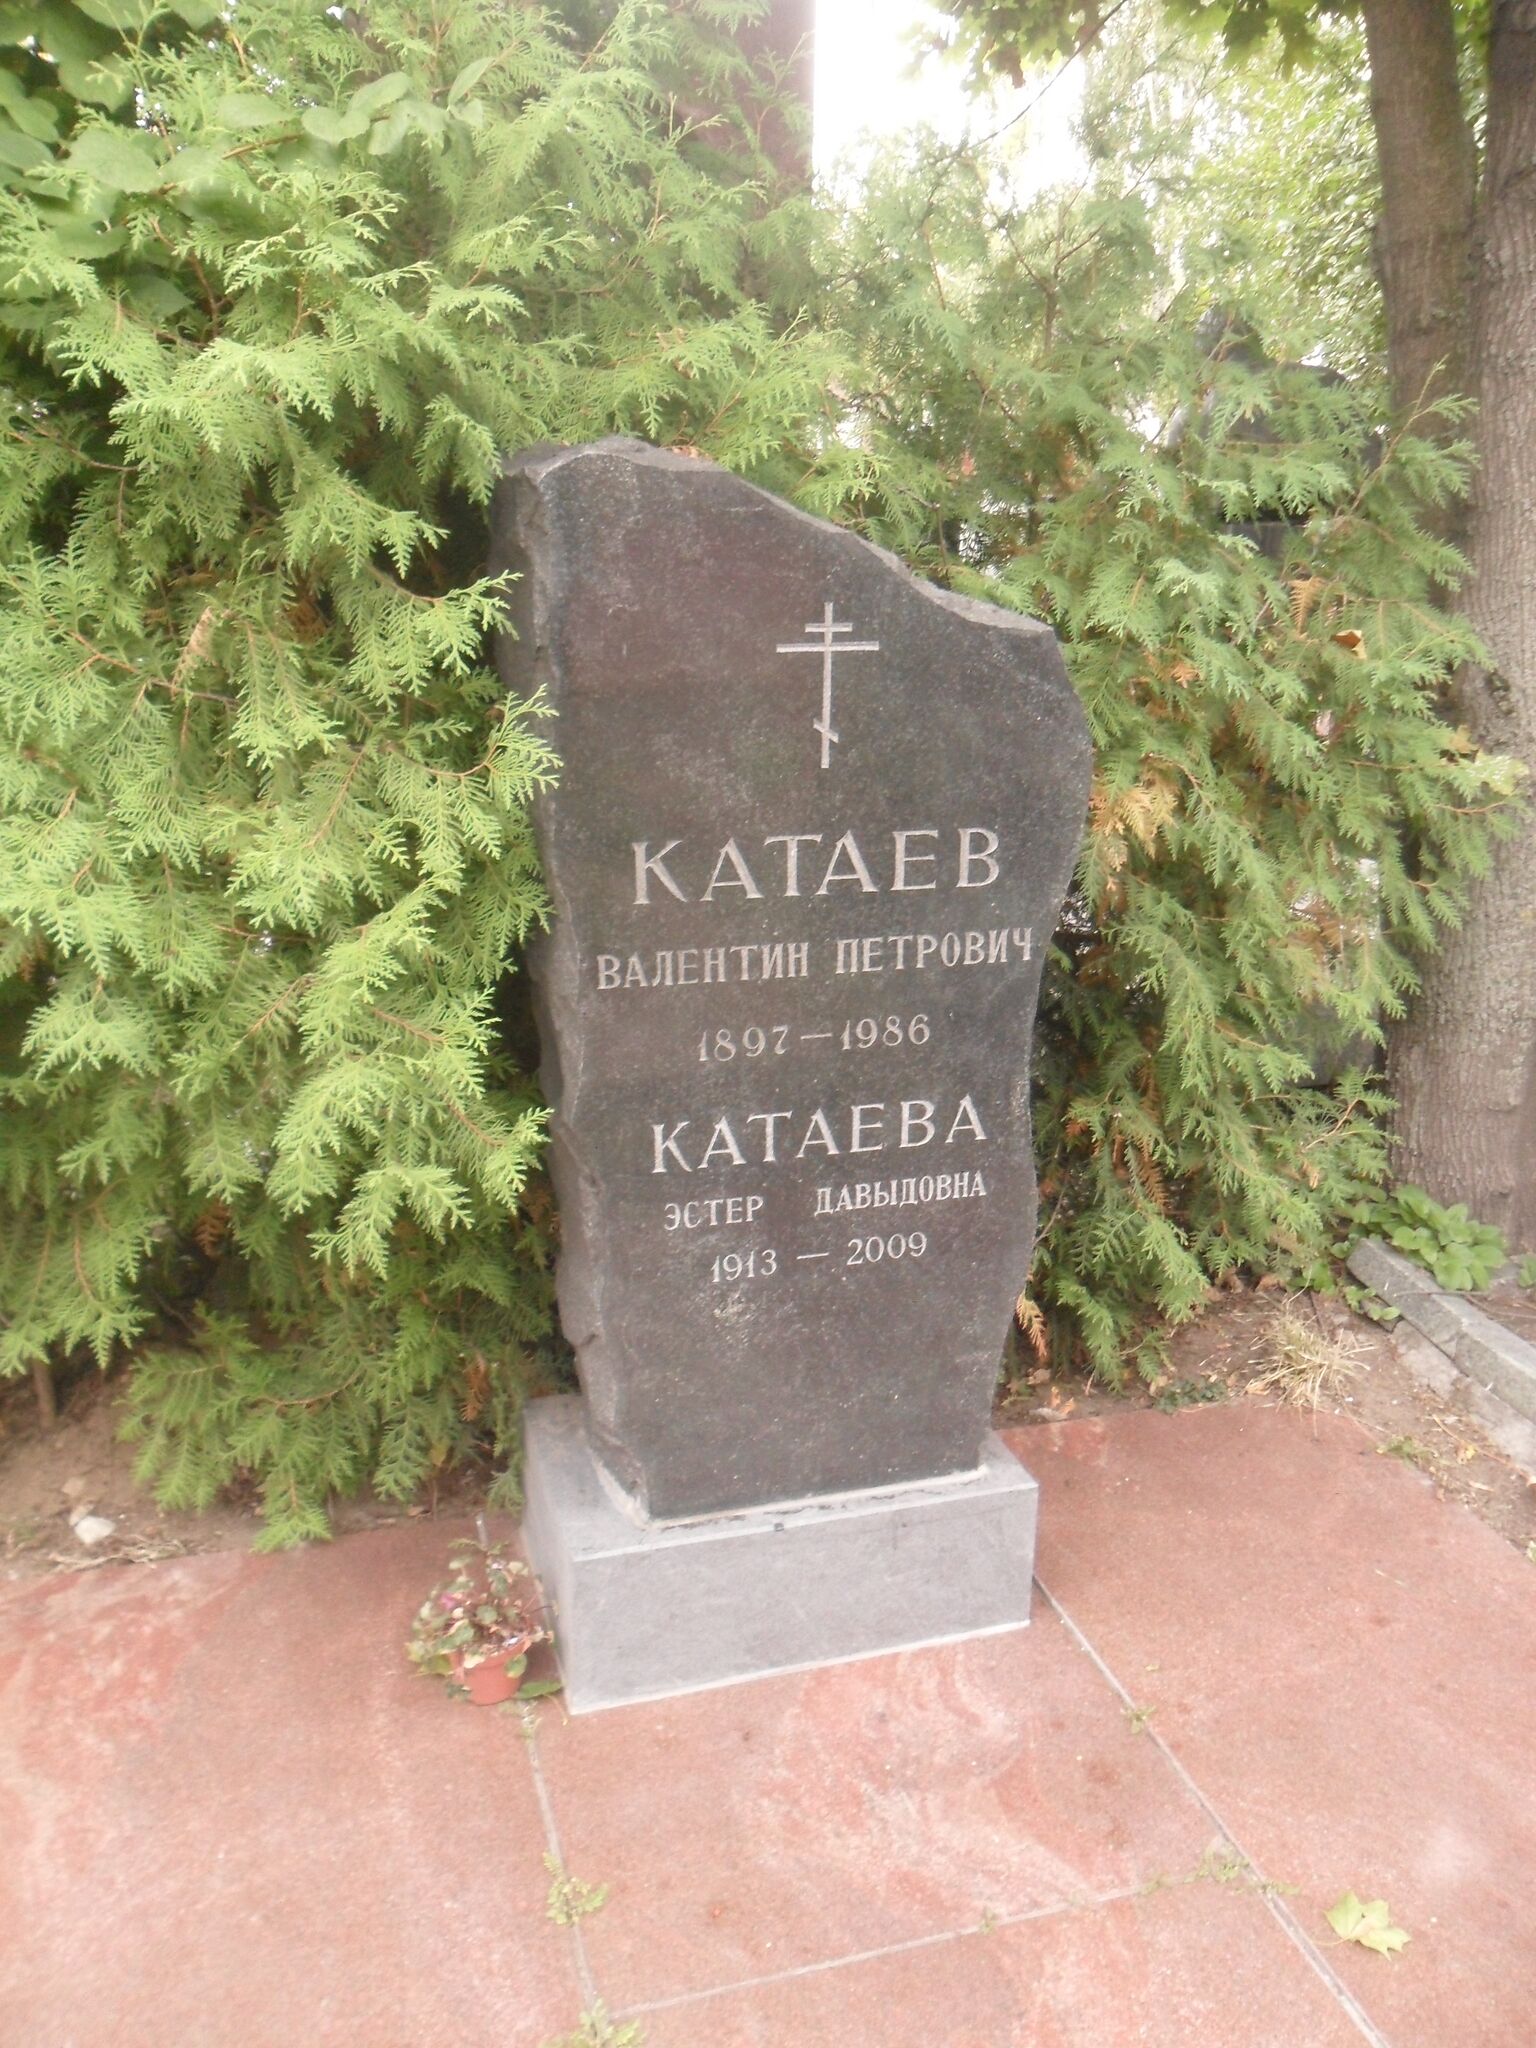 КАТАЕВ
ВАЛЕНТИН ПЕТРОВИЧ
1897 – 1986
КАТАЕВА
ЭСТЕР ДАВЫДОВНА
1913 – 2009